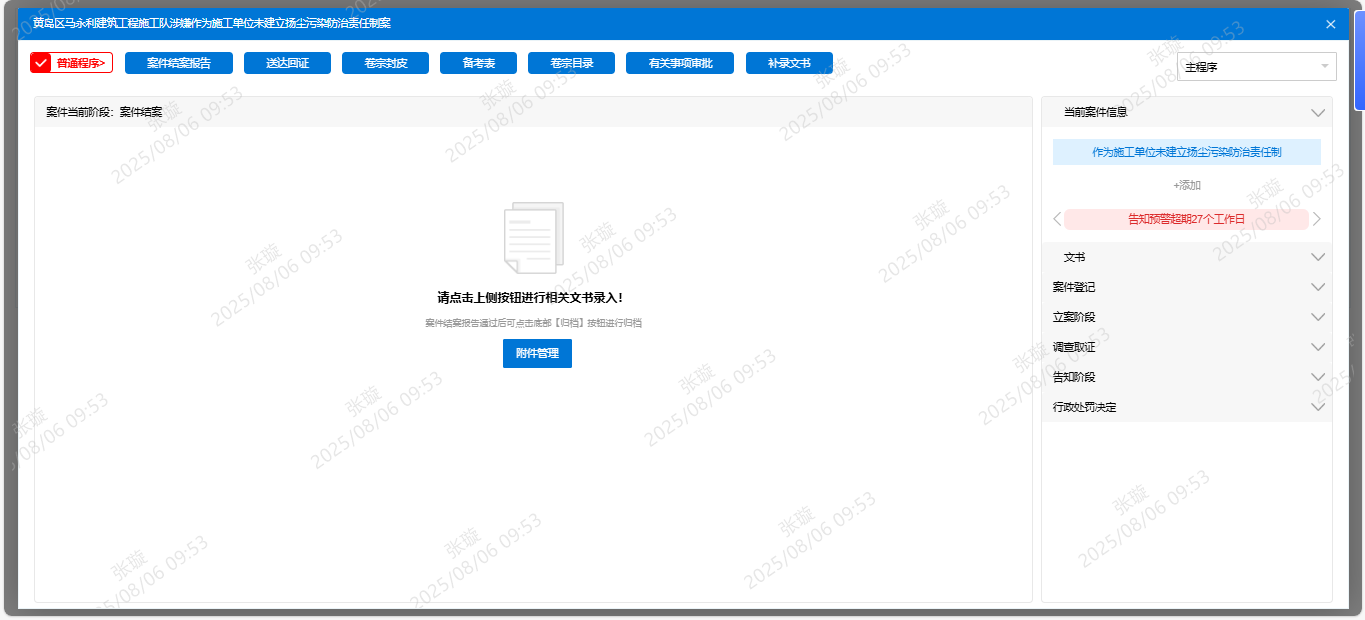 黄岛区马永利建筑工程施工队涉嫌作为施工单位未建立扬尘污染防治责任制案
普通程序>
案件结案报告
送达回证
卷宗封皮
备考表
卷宗目录
有关事项审批
补录文书
主程序
案件当前阶段：案件结案
请点击上侧按钮进行相关文书录入！
案件结案报告通过后可点击底部【归档】按钮进行归档
附件管理
当前案件信息
作为施工单位未建立扬尘污染防治责任制
+添加
告知预警超期27个工作日
文书
案件登记
立案阶段
调查取证
告知阶段
行政处罚决定
张璇
2025/08/06 09:53